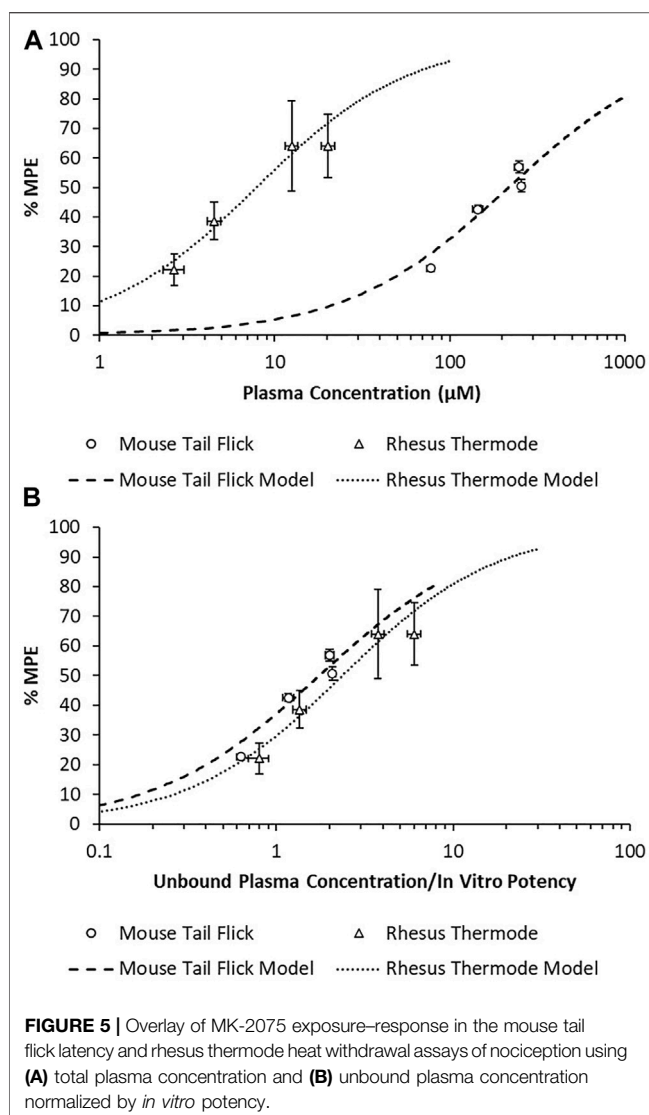 A
100
90
80
70
60
50
40
30
20
10
0
% MPE
1 10 100 1000
Plasma Concentration (µM)
Mouse Tail Flick Rhesus Thermode
Mouse Tail Flick Model Rhesus Thermode Model
B
100
90
80
70
60
50
40
30
20
10
0
% MPE
0.1 1 10 100
Unbound Plasma Concentration/In Vitro Potency
Mouse Tail Flick Rhesus Thermode
Mouse Tail Flick Model Rhesus Thermode Model
FIGURE 5 | Overlay of MK-2075 exposure–response in the mouse tail
flick latency and rhesus thermode heat withdrawal assays of nociception using
(A) total plasma concentration and (B) unbound plasma concentration
normalized by in vitro potency.